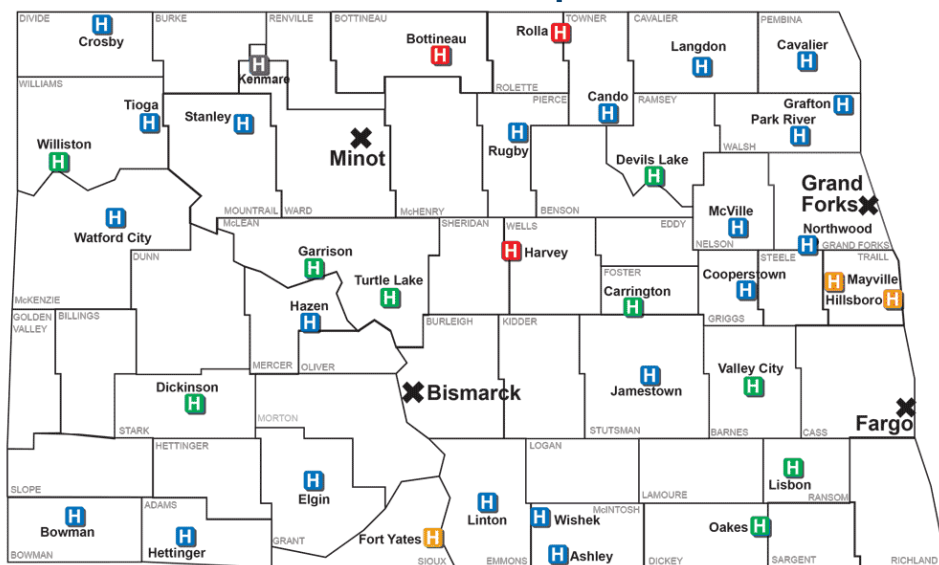 DIVIDE
BURKE
RENVILLE
BOTTINEAU
TOWNER
CAVALIER
PEMBINA
H
Crosby
Bottineau
H
Rolla
H
Langdon
H
Cavalier
H
H
Kenmare
WILLIAMS
ROLETTE
PIERCE
RAMSEY
Tioga
H
Stanley
H
Cando
H
Grafton
H
Park River
H
Williston
H
Minot
H
Rugby
WALSH
Devils Lake
H
Grand
Forks
H
Watford City
MOUNTRAIL
WARD
McHENRY
BENSON
McVille
H
McLEAN
SHERIDAN
WELLS
EDDY
NELSON
Northwood
H
GRAND FORKS
DUNN
Garrison
H
H
Harvey
FOSTER
Cooperstown
H
STEELE
TRAILL
H
Mayville
Hillsboro
H
Turtle Lake
H
Carrington
H
McKENZIE
GOLDEN
VALLEY
BILLINGS
Hazen
H
BURLEIGH
KIDDER
GRIGGS
MERCER
OLIVER
Dickinson
H
Bismarck
H
Jamestown
Valley City
H
MORTON
Fargo
STARK
STUTSMAN
BARNES
CASS
HETTINGER
LOGAN
H
Lisbon
SLOPE
H
Elgin
LAMOURE
RANSOM
ADAMS
H
Bowman
H
Hettinger
GRANT
Fort Yates
H
H
Linton
H
Wishek
McINTOSH
Oakes
H
BOWMAN
SIOUX
EMMONS
H
Ashley
DICKEY
SARGENT
RICHLAND